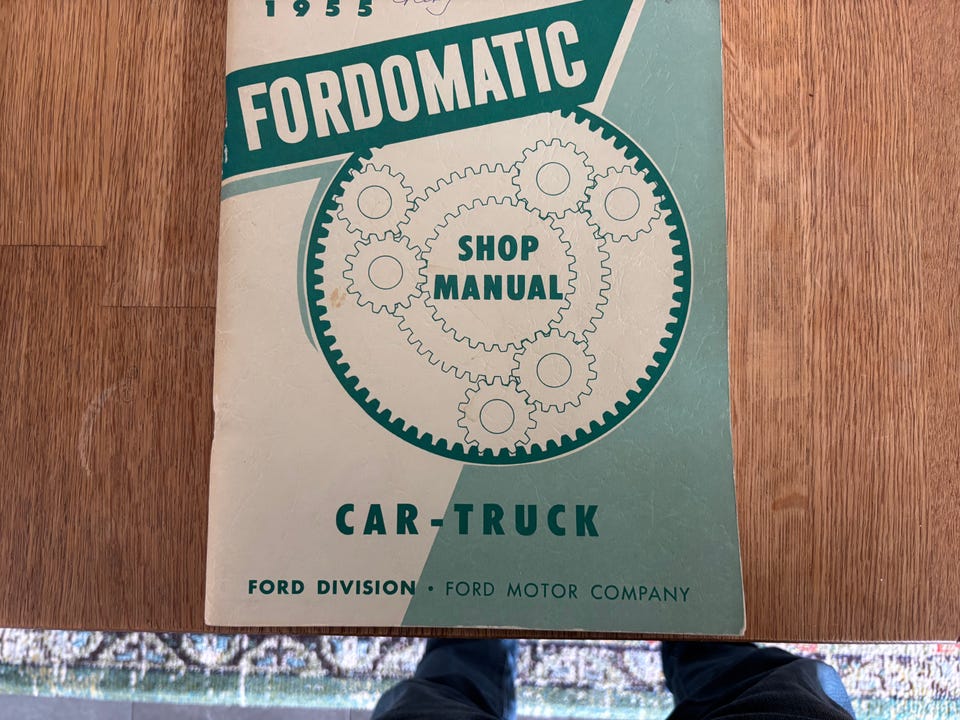 1955
FORDOMATIC
SHOP
MANUAL
CAR-TRUCK
FORD DIVISION • FORD MOTOR COMPANY